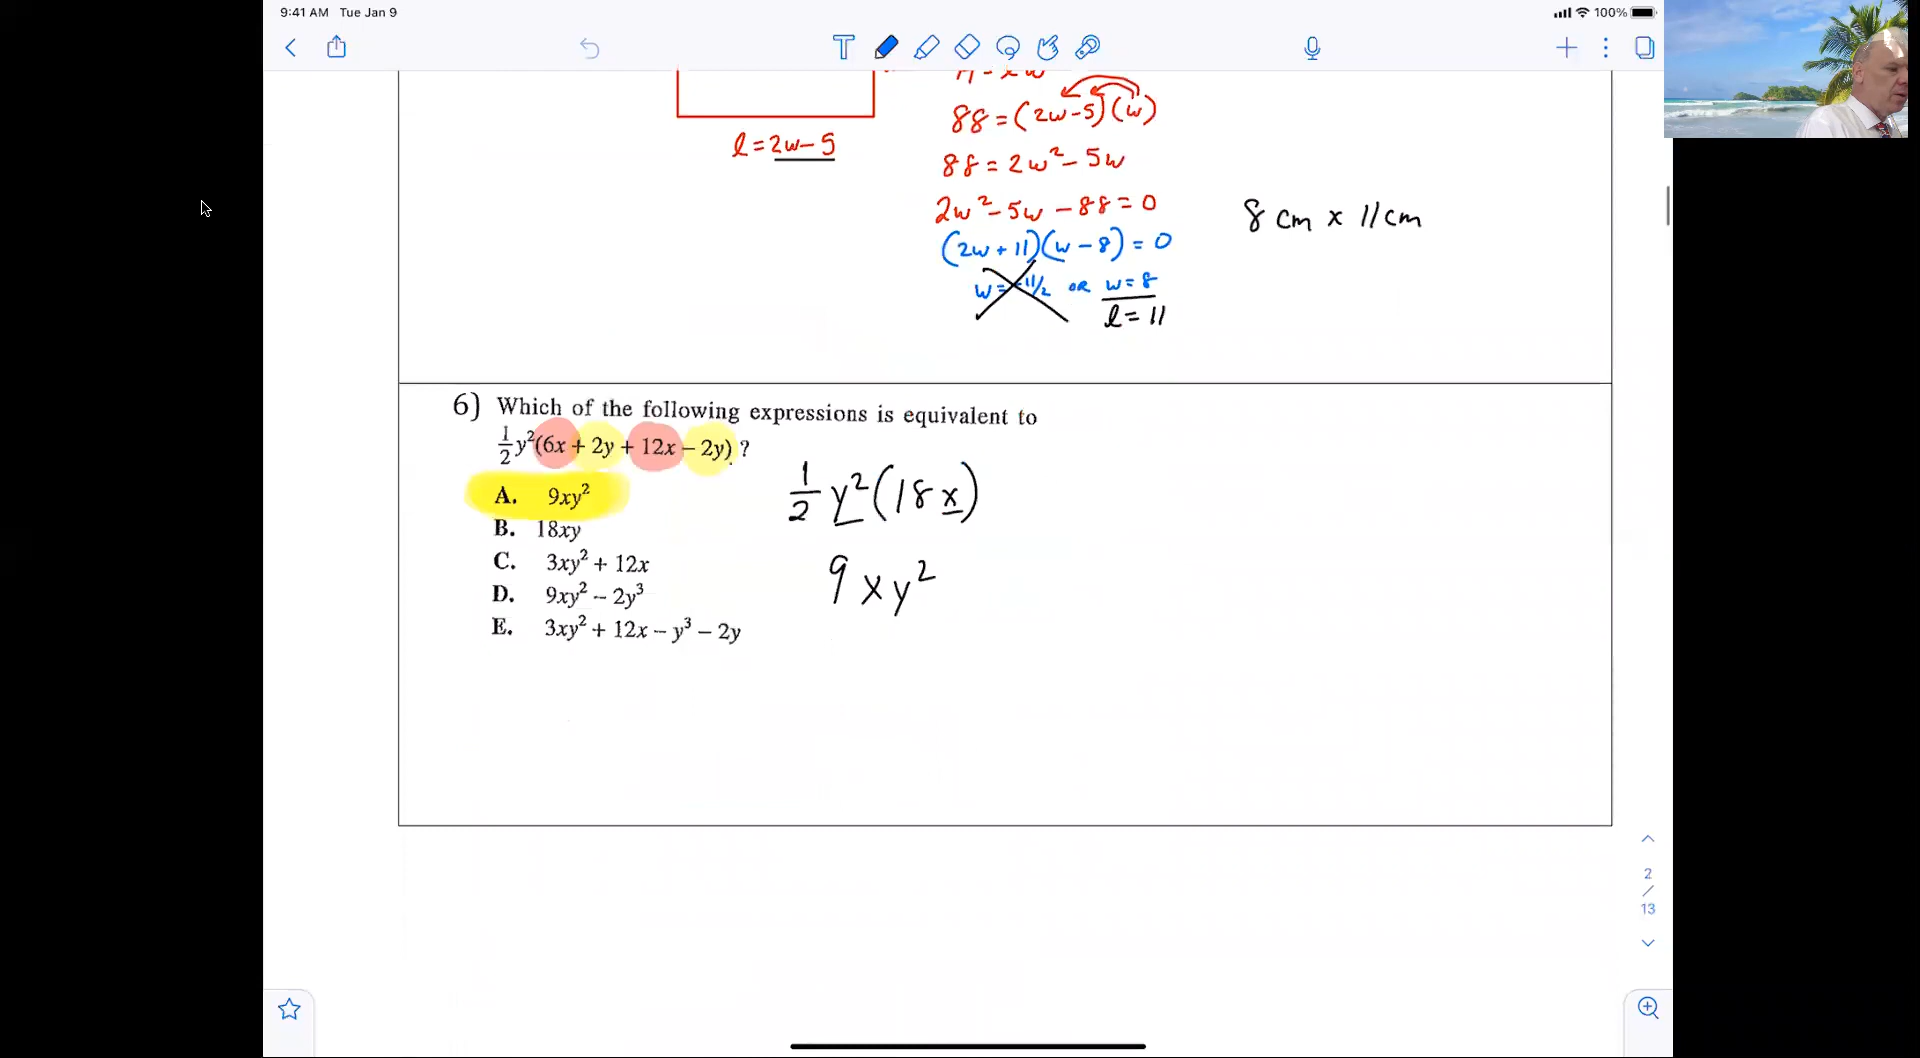 9:41 AM Tue Jan 9
100%
88 = (2w-5)(w)
l = 2w-5
88 = 2w² - 5w
2w² - 5w - 88 = 0
8 cm x 11 cm
(2w + 11)(w - 8) = 0
w = -11/2 OR w = 8
l = 11
6) Which of the following expressions is equivalent to
½y²(6x + 2y + 12x - 2y) ?
A. 9xy²
B. 18xy
C. 3xy² + 12x
D. 9xy² - 2y³
E. 3xy² + 12x - y³ - 2y
½ y² (18x)
9xy²
2
/
13